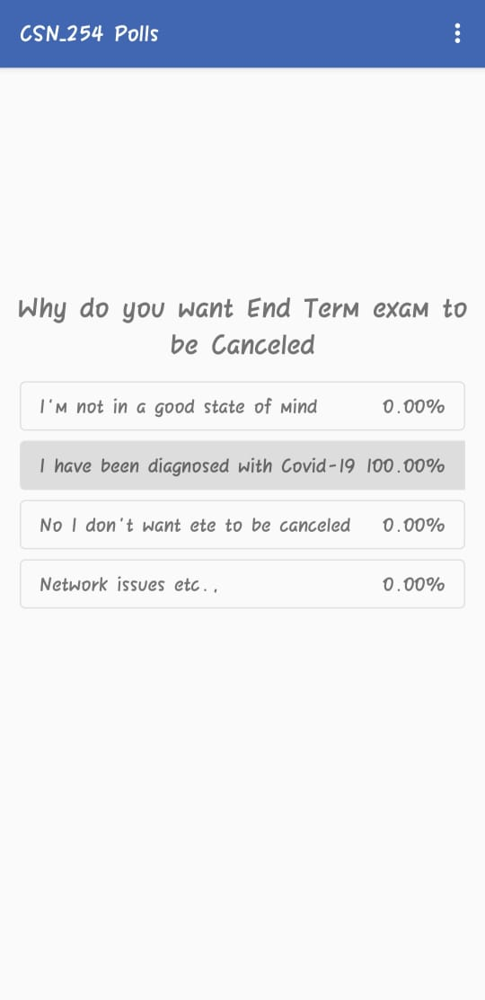 CSN_254 Polls
Why do you want End Term exam to
be Canceled
I'm not in a good state of mind 0.00%
I have been diagnosed with Covid-19 100.00%
No I don't want ete to be canceled 0.00%
Network issues etc.., 0.00%